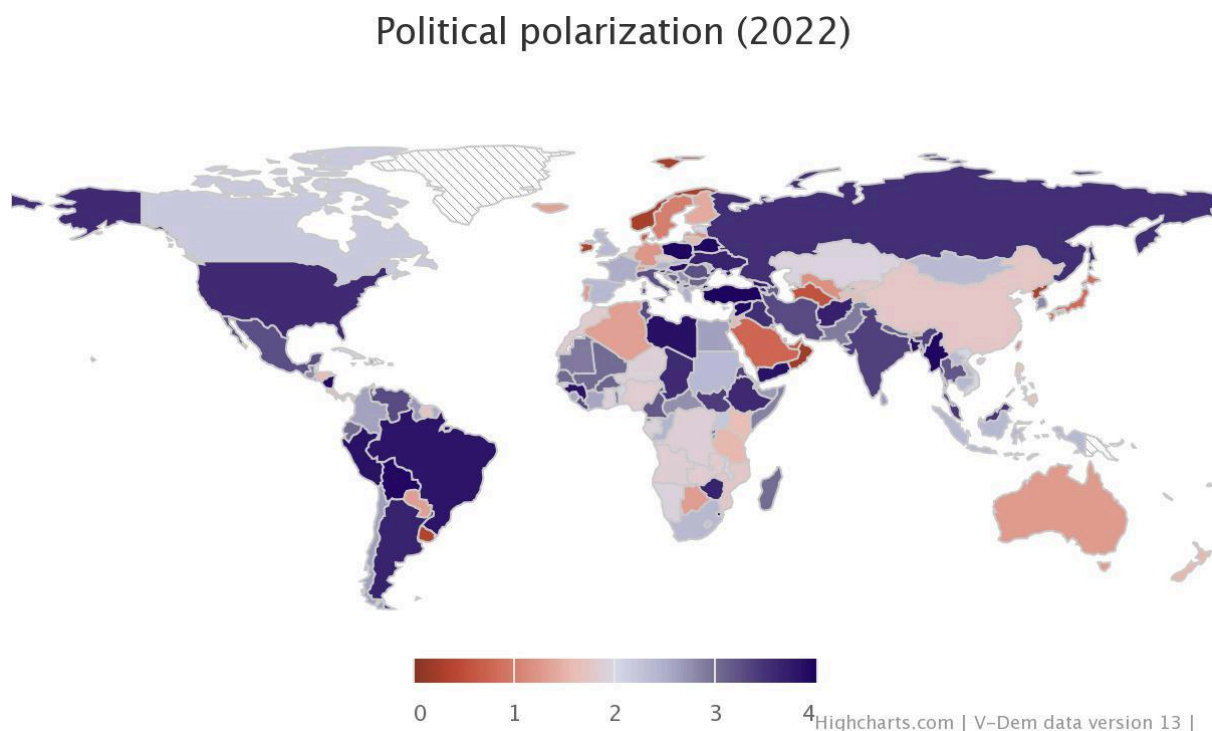 Political polarization (2022)
0 1 2 3 4
Highcharts.com | V-Dem data version 13 |